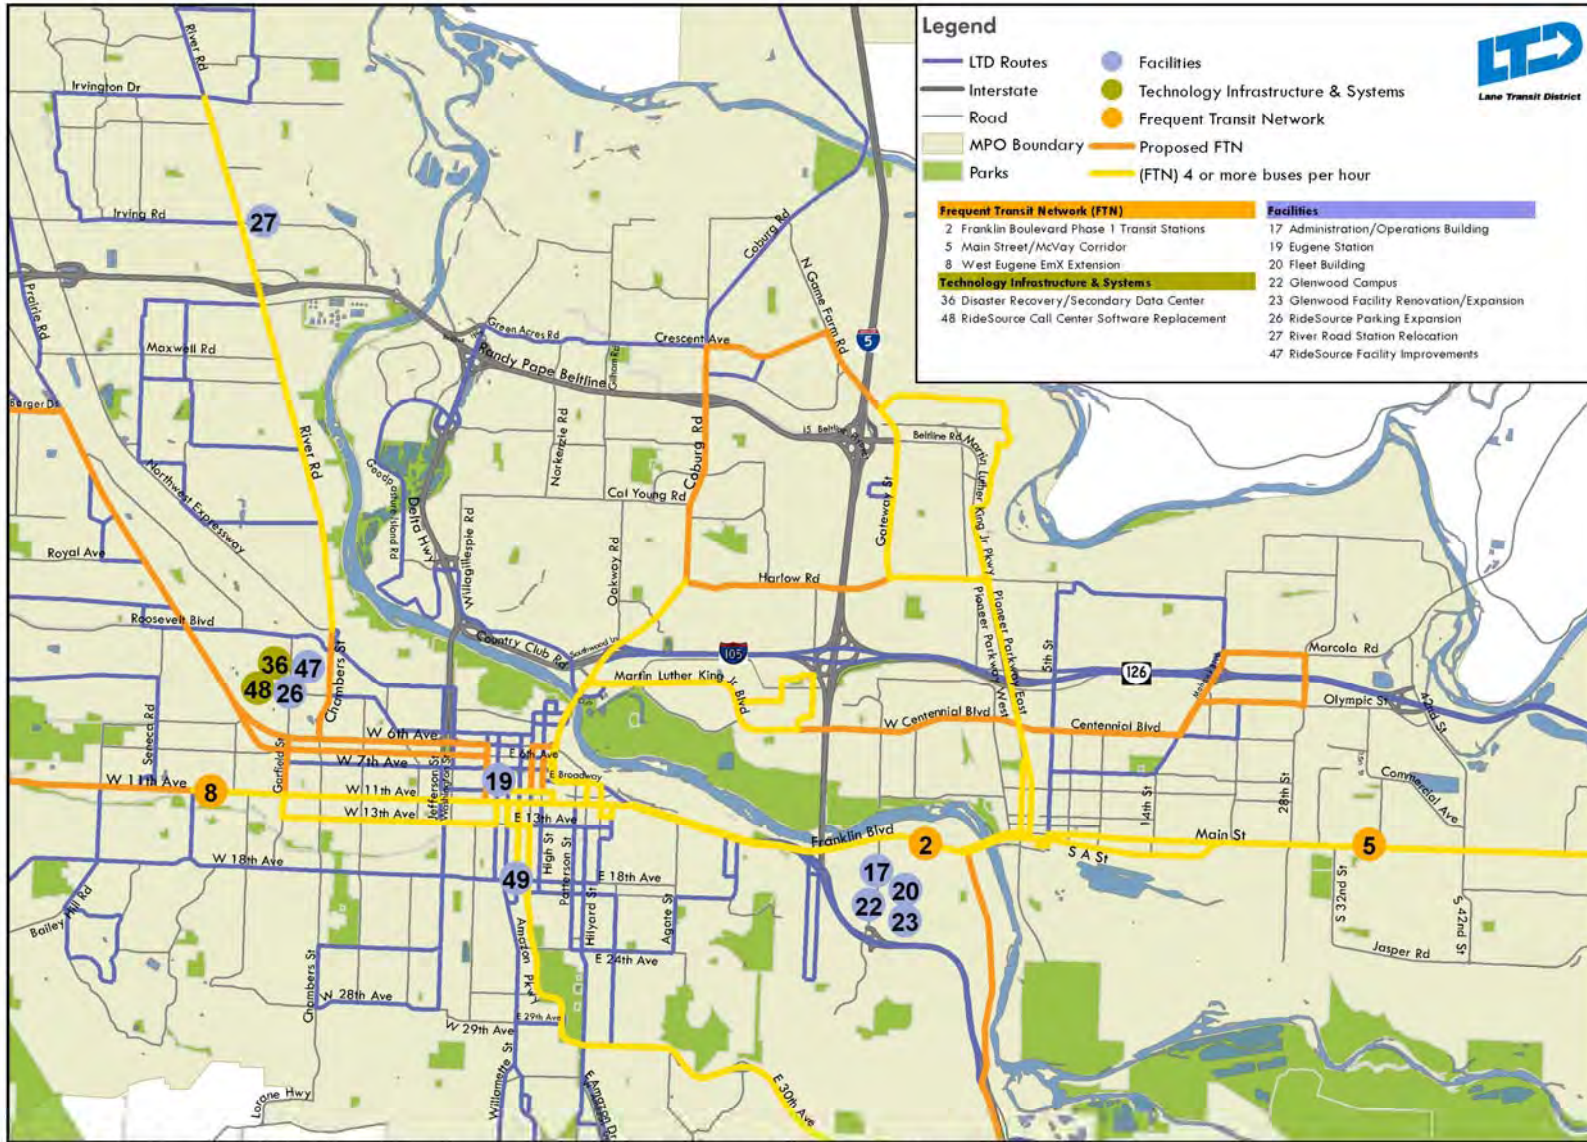 Legend
LTD Routes
Interstate
Road
MPO Boundary
Parks
Facilities
Technology Infrastructure & Systems
Frequent Transit Network
Proposed FTN
(FTN) 4 or more buses per hour
LTD
Lane Transit District
Frequent Transit Network (FTN)
2 Franklin Boulevard Phase 1 Transit Stations
5 Main Street/McVay Corridor
8 West Eugene EmX Extension
Technology Infrastructure & Systems
36 Disaster Recovery/Secondary Data Center
48 RideSource Call Center Software Replacement
Facilities
17 Administration/Operations Building
19 Eugene Station
20 Fleet Building
22 Glenwood Campus
23 Glenwood Facility Renovation/Expansion
26 RideSource Parking Expansion
27 River Road Station Relocation
47 RideSource Facility Improvements
River Rd
Irvington Dr
Irving Rd
27
Prairie Rd
Maxwell Rd
Barger Dr
River Rd
Northwest Expressway
Royal Ave
Roosevelt Blvd
Green Acres Rd
Crescent Ave
Randy Pape Beltline
Gilham Rd
Norkenzie Rd
Coburg Rd
N Game Farm Rd
5
Coburg Rd
I5 Beltline
Beltline Rd
Martin Luther King Jr Pkwy
Cal Young Rd
Goodpasture Island Rd
Delta Hwy
Willagillespie Rd
Oakway Rd
Gateway St
Harlow Rd
Country Club Rd
Southwood Ln
105
Martin Luther King Jr Blvd
Pioneer Parkway West
Pioneer Parkway East
5th St
126
Mohawk Blvd
Marcola Rd
Olympic St
42nd St
W Centennial Blvd
Centennial Blvd
36
47
48
26
Chambers St
Seneca Rd
Garfield St
W 6th Ave
W 7th Ave
W 11th Ave
8
W 11th Ave
W 13th Ave
Jefferson St
Washington St
19
E 6th Ave
E Broadway
E 13th Ave
High St
Patterson St
Hilyard St
Agate St
W 18th Ave
49
E 18th Ave
Franklin Blvd
2
17
20
22
23
14th St
28th St
Commercial Ave
Main St
S A St
5
S 32nd St
S 42nd St
Jasper Rd
Bailey Hill Rd
Chambers St
W 28th Ave
W 29th Ave
Amazon Pkwy
E 24th Ave
E 29th Ave
Willamette St
E Amazon Dr
E 30th Ave
Lorane Hwy